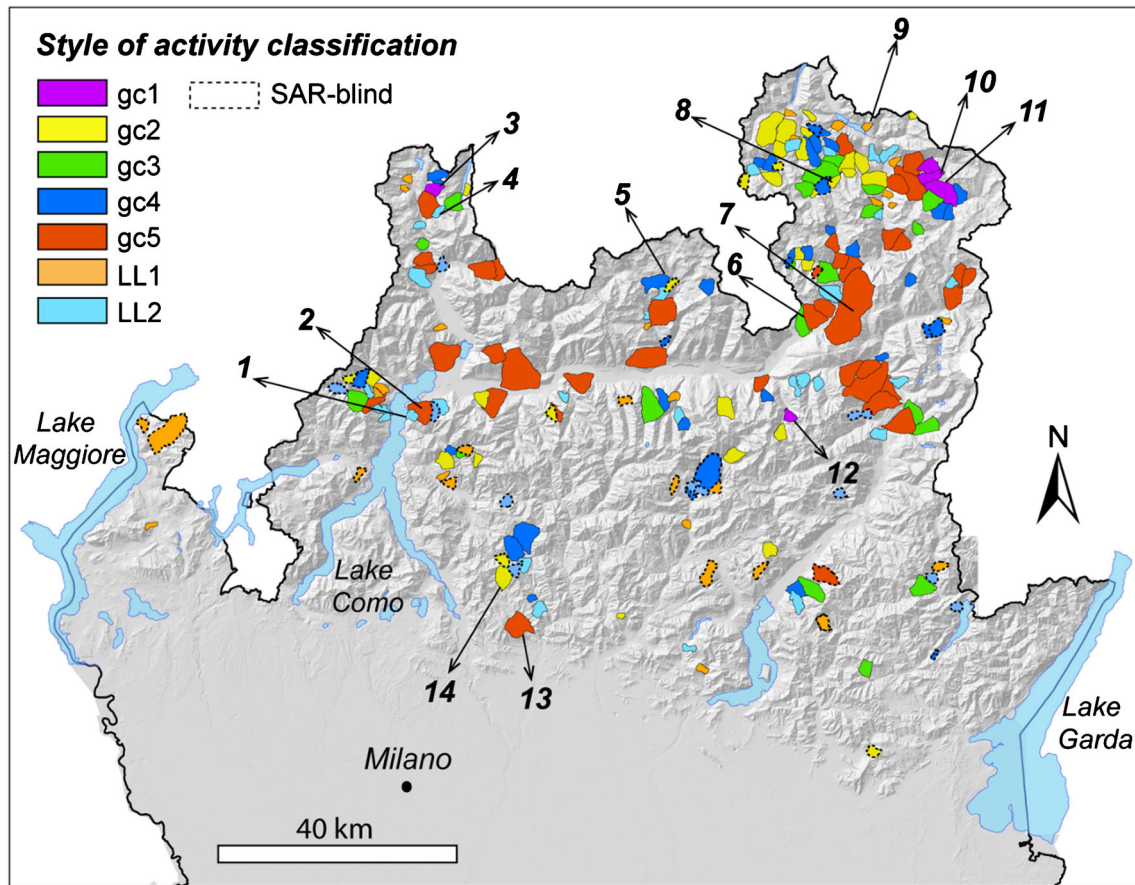 Style of activity classification
gc1
SAR-blind
gc2
gc3
gc4
gc5
LL1
LL2
1
2
3
4
5
6
7
8
9
10
11
12
13
14
Lake
Maggiore
Lake
Como
Lake
Garda
N
Milano
40 km